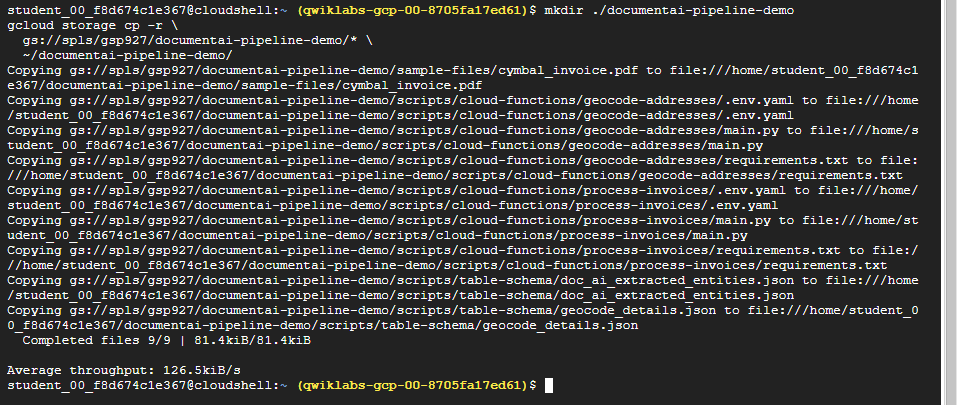 student_00_f8d674c1e367@cloudshell:~ (qwiklabs-gcp-00-8705fa17ed61)$ mkdir ./documentai-pipeline-demo
gcloud storage cp -r \
  gs://spls/gsp927/documentai-pipeline-demo/* \
  ~/documentai-pipeline-demo/
Copying gs://spls/gsp927/documentai-pipeline-demo/sample-files/cymbal_invoice.pdf to file:///home/student_00_f8d674c1
e367/documentai-pipeline-demo/sample-files/cymbal_invoice.pdf
Copying gs://spls/gsp927/documentai-pipeline-demo/scripts/cloud-functions/geocode-addresses/.env.yaml to file:///home
/student_00_f8d674c1e367/documentai-pipeline-demo/scripts/cloud-functions/geocode-addresses/.env.yaml
Copying gs://spls/gsp927/documentai-pipeline-demo/scripts/cloud-functions/geocode-addresses/main.py to file:///home/s
tudent_00_f8d674c1e367/documentai-pipeline-demo/scripts/cloud-functions/geocode-addresses/main.py
Copying gs://spls/gsp927/documentai-pipeline-demo/scripts/cloud-functions/geocode-addresses/requirements.txt to file:
///home/student_00_f8d674c1e367/documentai-pipeline-demo/scripts/cloud-functions/geocode-addresses/requirements.txt
Copying gs://spls/gsp927/documentai-pipeline-demo/scripts/cloud-functions/process-invoices/.env.yaml to file:///home/
student_00_f8d674c1e367/documentai-pipeline-demo/scripts/cloud-functions/process-invoices/.env.yaml
Copying gs://spls/gsp927/documentai-pipeline-demo/scripts/cloud-functions/process-invoices/main.py to file:///home/st
udent_00_f8d674c1e367/documentai-pipeline-demo/scripts/cloud-functions/process-invoices/main.py
Copying gs://spls/gsp927/documentai-pipeline-demo/scripts/cloud-functions/process-invoices/requirements.txt to file:/
//home/student_00_f8d674c1e367/documentai-pipeline-demo/scripts/cloud-functions/process-invoices/requirements.txt
Copying gs://spls/gsp927/documentai-pipeline-demo/scripts/table-schema/doc_ai_extracted_entities.json to file:///home
/student_00_f8d674c1e367/documentai-pipeline-demo/scripts/table-schema/doc_ai_extracted_entities.json
Copying gs://spls/gsp927/documentai-pipeline-demo/scripts/table-schema/geocode_details.json to file:///home/student_0
0_f8d674c1e367/documentai-pipeline-demo/scripts/table-schema/geocode_details.json
  Completed files 9/9 | 81.4kiB/81.4kiB

Average throughput: 126.5kiB/s
student_00_f8d674c1e367@cloudshell:~ (qwiklabs-gcp-00-8705fa17ed61)$